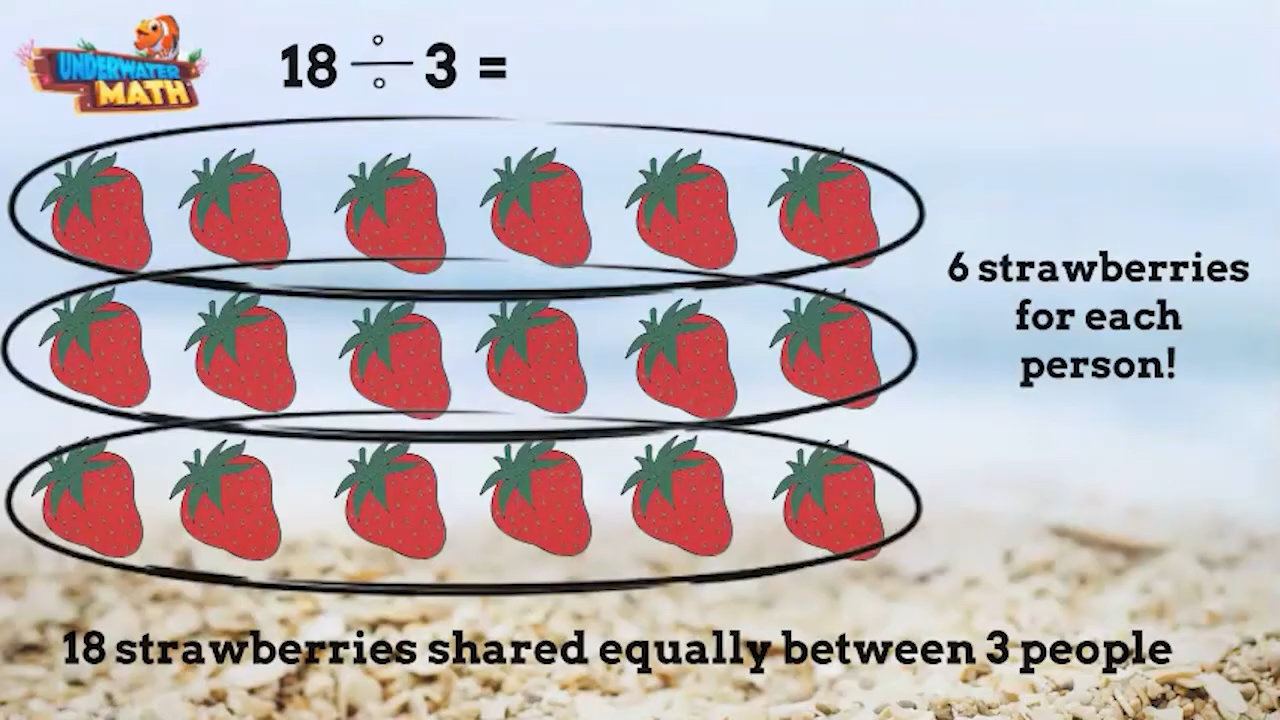 UNDERWATER
MATH
18 ÷ 3 =
6 strawberries
for each
person!
18 strawberries shared equally between 3 people